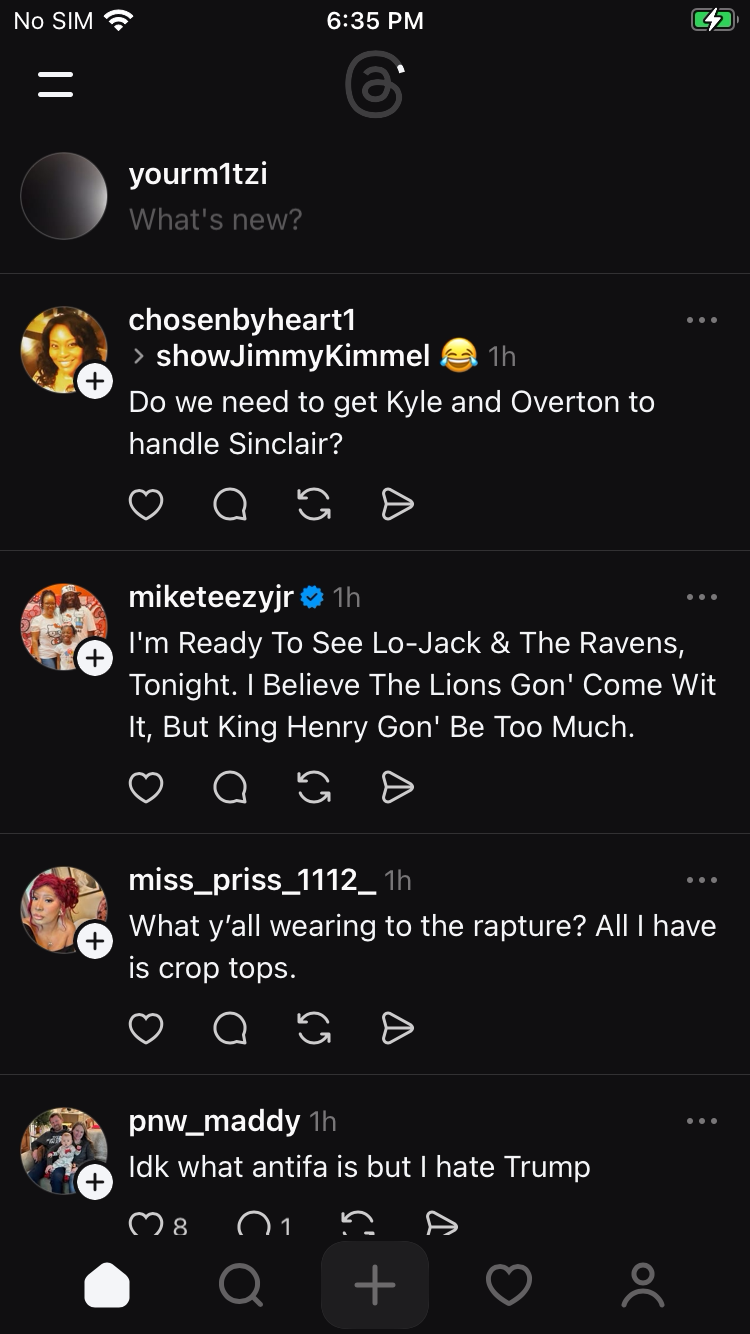 No SIM 6:35 PM
yourm1tzi
What's new?
chosenbyheart1
> showJimmyKimmel 😂 1h
Do we need to get Kyle and Overton to
handle Sinclair?
miketeezyjr 1h
I'm Ready To See Lo-Jack & The Ravens,
Tonight. I Believe The Lions Gon' Come Wit
It, But King Henry Gon' Be Too Much.
miss_priss_1112_ 1h
What y’all wearing to the rapture? All I have
is crop tops.
pnw_maddy 1h
Idk what antifa is but I hate Trump
8 1